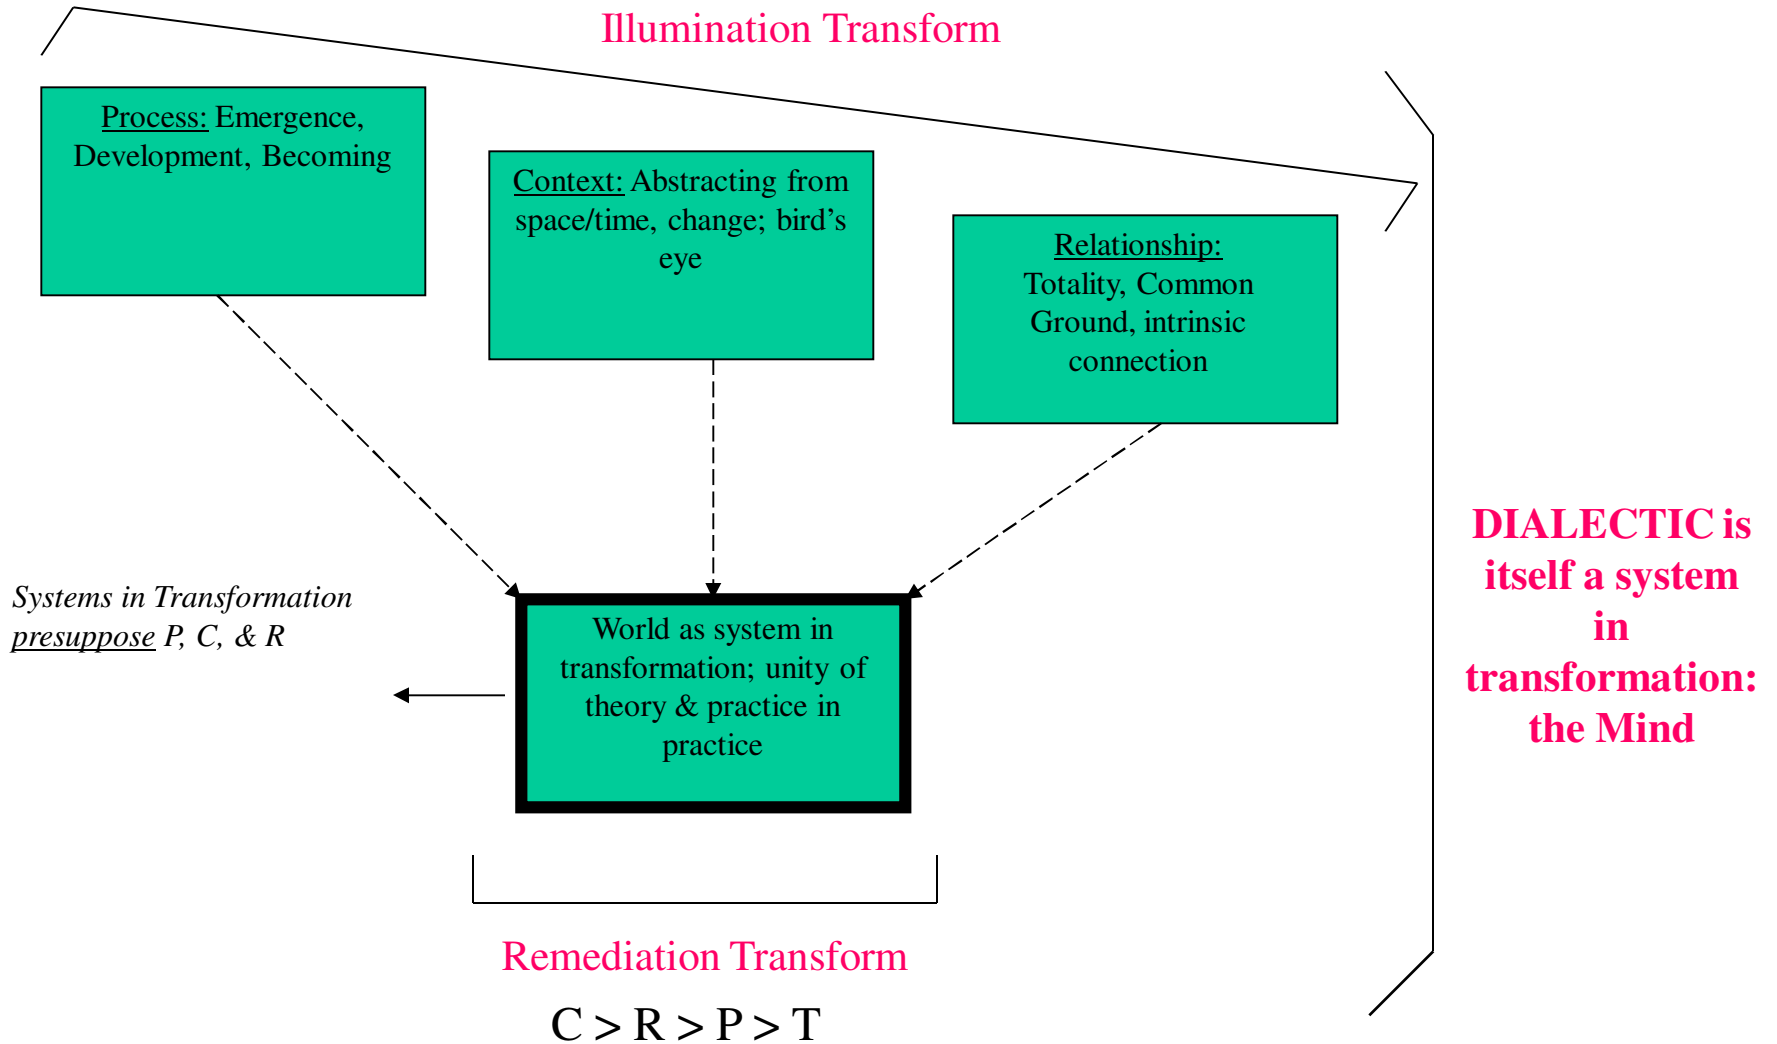 Illumination Transform
Process: Emergence,
Development, Becoming
Context: Abstracting from
space/time, change; bird’s
eye
Relationship:
Totality, Common
Ground, intrinsic
connection
DIALECTIC is
itself a system
in
transformation:
the Mind
Systems in Transformation
presuppose P, C, & R
World as system in
transformation; unity of
theory & practice in
practice
Remediation Transform
C > R > P > T